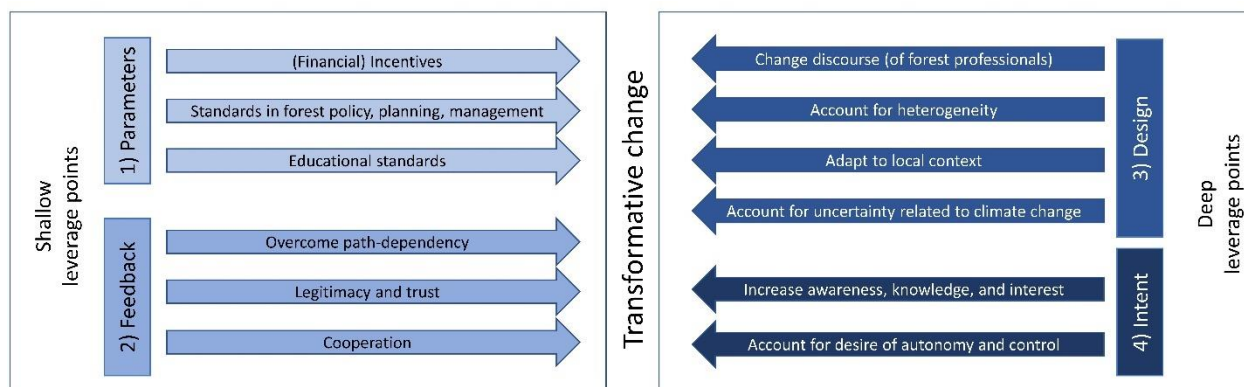 Shallow
leverage points
1) Parameters
(Financial) Incentives
Standards in forest policy, planning, management
Educational standards
2) Feedback
Overcome path-dependency
Legitimacy and trust
Cooperation
Transformative change
Change discourse (of forest professionals)
Account for heterogeneity
Adapt to local context
Account for uncertainty related to climate change
3) Design
Increase awareness, knowledge, and interest
Account for desire of autonomy and control
4) Intent
Deep
leverage points